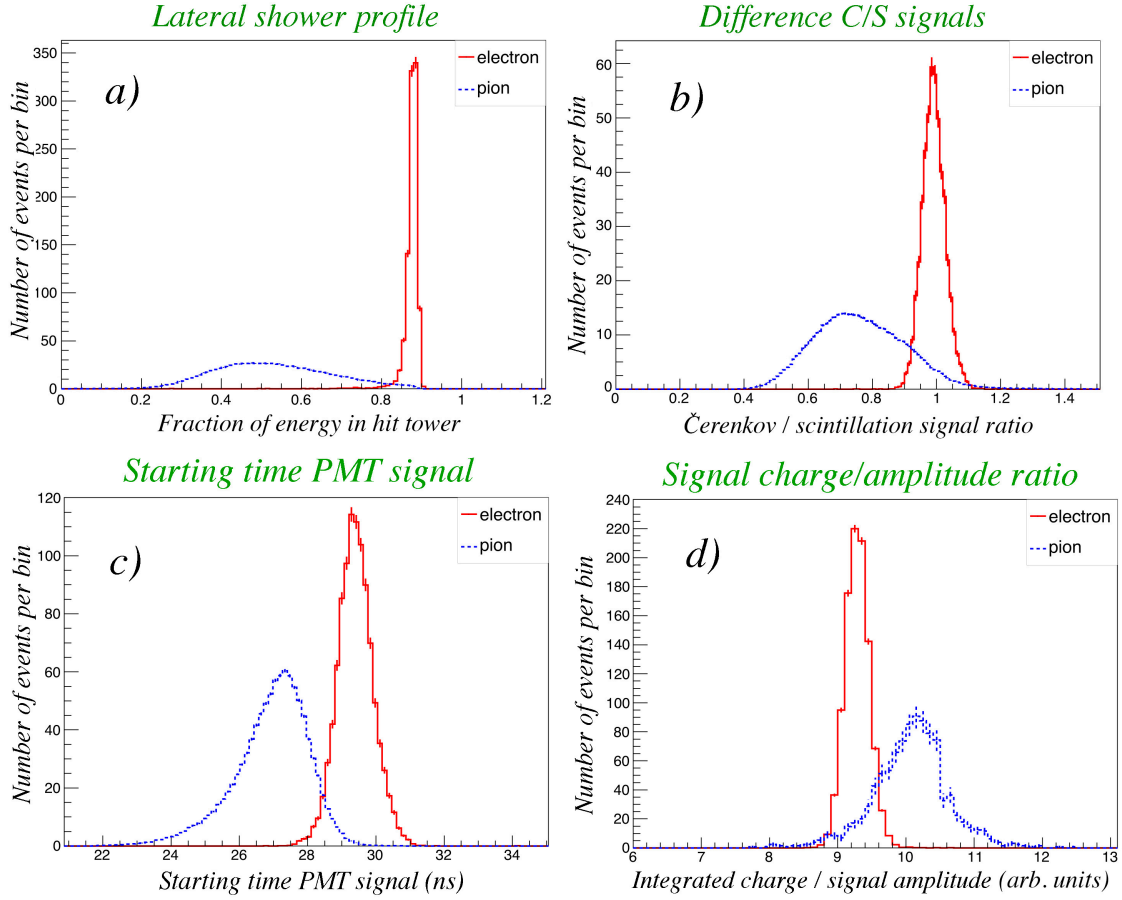 Lateral shower profile
Number of events per bin
350
300
250
200
150
100
50
0
a)
electron
pion
0 0.2 0.4 0.6 0.8 1 1.2
Fraction of energy in hit tower
Difference C/S signals
Number of events per bin
60
50
40
30
20
10
0
b)
electron
pion
0 0.2 0.4 0.6 0.8 1 1.2 1.4
Čerenkov / scintillation signal ratio
Starting time PMT signal
Number of events per bin
120
100
80
60
40
20
0
c)
electron
pion
22 24 26 28 30 32 34
Starting time PMT signal (ns)
Signal charge/amplitude ratio
Number of events per bin
240
220
200
180
160
140
120
100
80
60
40
20
0
d)
electron
pion
6 7 8 9 10 11 12 13
Integrated charge / signal amplitude (arb. units)